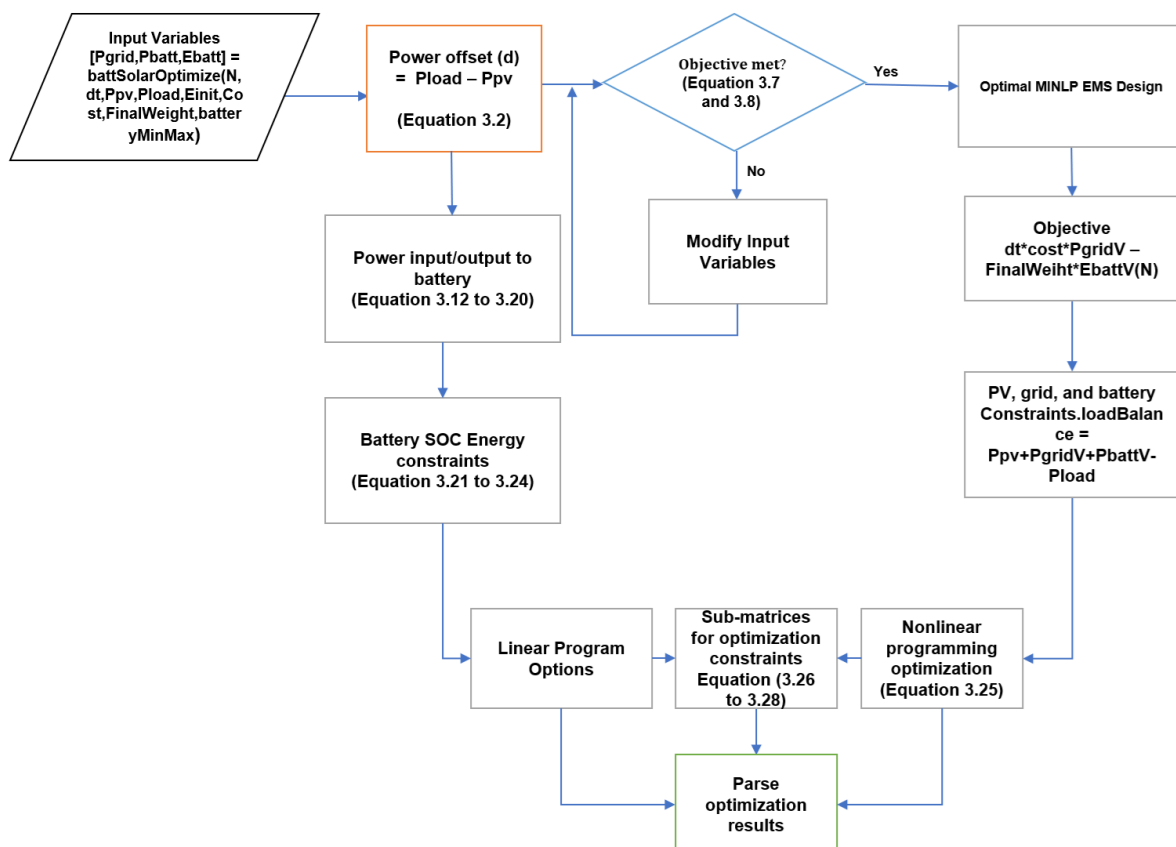 Input Variables
[Pgrid,Pbatt,Ebatt] =
battSolarOptimize(N,
dt,Ppv,Pload,Einit,Co
st,FinalWeight,batter
yMinMax)
Power offset (d)
= Pload – Ppv
(Equation 3.2)
Objective met?
(Equation 3.7
and 3.8)
Yes
Optimal MINLP EMS Design
No
Power input/output to
battery
(Equation 3.12 to 3.20)
Modify Input
Variables
Objective
dt*cost*PgridV –
FinalWeiht*EbattV(N)
Battery SOC Energy
constraints
(Equation 3.21 to 3.24)
PV, grid, and battery
Constraints.loadBalan
ce =
Ppv+PgridV+PbattV-
Pload
Linear Program
Options
Sub-matrices
for optimization
constraints
Equation (3.26
to 3.28)
Nonlinear
programming
optimization
(Equation 3.25)
Parse
optimization
results